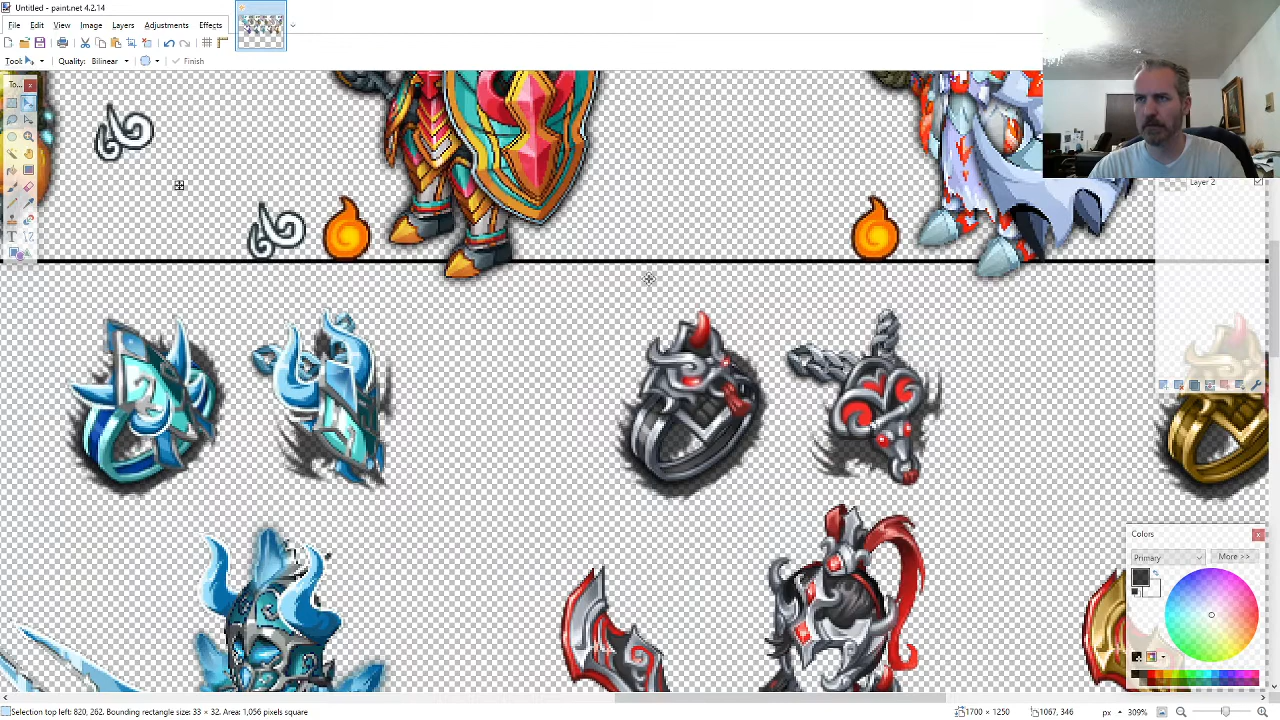 Untitled - paint.net 4.2.14
File Edit View Image Layers Adjustments Effects
Tool: Quality: Bilinear Finish
To...
Layer 2
Colors
Primary More >>
Selection top left: 820, 262. Bounding rectangle size: 33 × 32. Area: 1,056 pixels square 1700 × 1250 1067, 346 px 309%